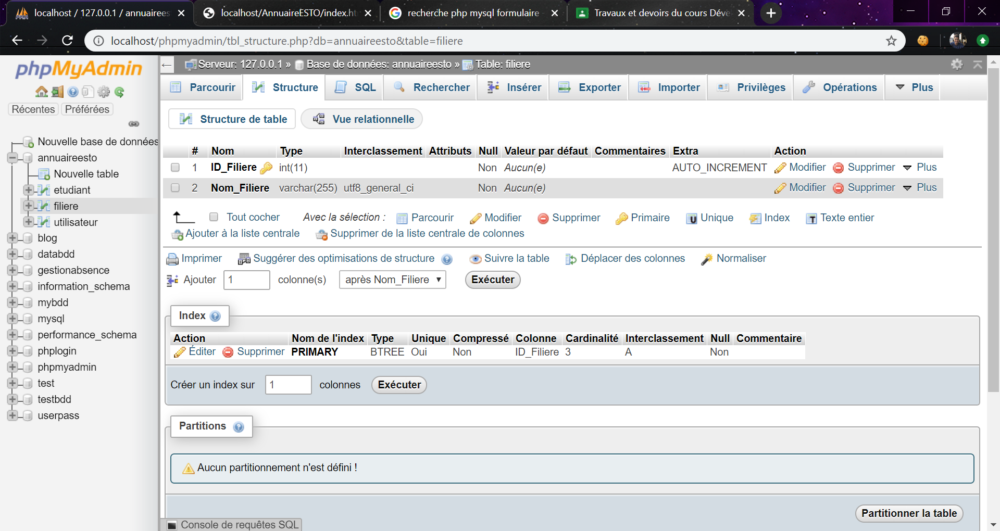 localhost / 127.0.0.1 / annuairees
localhost/AnnuaireESTO/index.ht
recherche php mysql formulaire
Travaux et devoirs du cours Déve
localhost/phpmyadmin/tbl_structure.php?db=annuaireesto&table=filiere
phpMyAdmin
Récentes Préférées
Nouvelle base de données
annuaireesto
Nouvelle table
etudiant
filiere
utilisateur
blog
databdd
gestionabsence
information_schema
mybdd
mysql
performance_schema
phplogin
phpmyadmin
test
testbdd
userpass
Serveur: 127.0.0.1 » Base de données: annuaireesto » Table: filiere
Parcourir Structure SQL Rechercher Insérer Exporter Importer Privilèges Opérations Plus
Structure de table Vue relationnelle
# Nom Type Interclassement Attributs Null Valeur par défaut Commentaires Extra Action
1 ID_Filiere int(11) Non Aucun(e) AUTO_INCREMENT Modifier Supprimer Plus
2 Nom_Filiere varchar(255) utf8_general_ci Non Aucun(e) Modifier Supprimer Plus
Tout cocher Avec la sélection : Parcourir Modifier Supprimer Primaire Unique Index Texte entier
Ajouter à la liste centrale Supprimer de la liste centrale de colonnes
Imprimer Suggérer des optimisations de structure Suivre la table Déplacer des colonnes Normaliser
Ajouter 1 colonne(s) après Nom_Filiere Exécuter
Index
Action Nom de l'index Type Unique Compressé Colonne Cardinalité Interclassement Null Commentaire
Éditer Supprimer PRIMARY BTREE Oui Non ID_Filiere 3 A Non
Créer un index sur 1 colonnes Exécuter
Partitions
Aucun partitionnement n'est défini !
Partitionner la table
Console de requêtes SQL